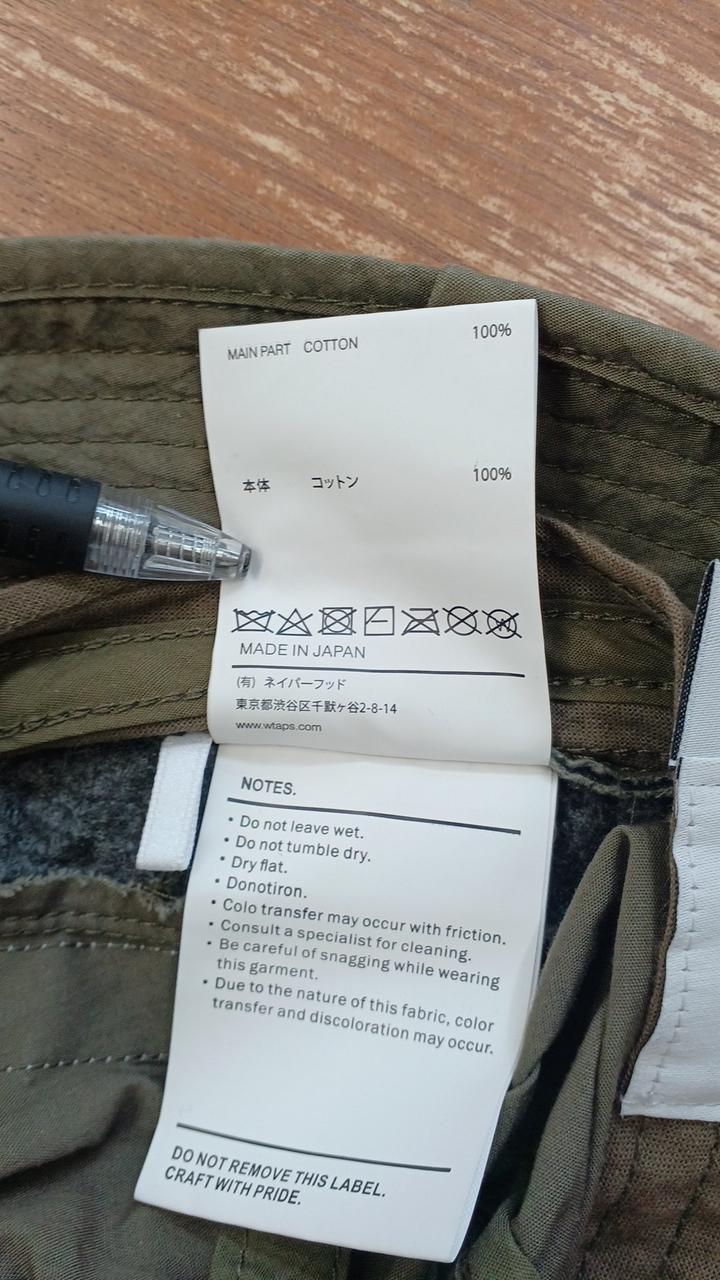 MAIN PART COTTON 100%
本体 コットン 100%
MADE IN JAPAN
(有) ネイバーフッド
東京都渋谷区千駄ヶ谷2-8-14
www.wtaps.com
NOTES.
• Do not leave wet.
• Do not tumble dry.
• Dry flat.
• Donotiron.
• Colo transfer may occur with friction.
• Consult a specialist for cleaning.
• Be careful of snagging while wearing
this garment.
• Due to the nature of this fabric, color
transfer and discoloration may occur.
DO NOT REMOVE THIS LABEL.
CRAFT WITH PRIDE.